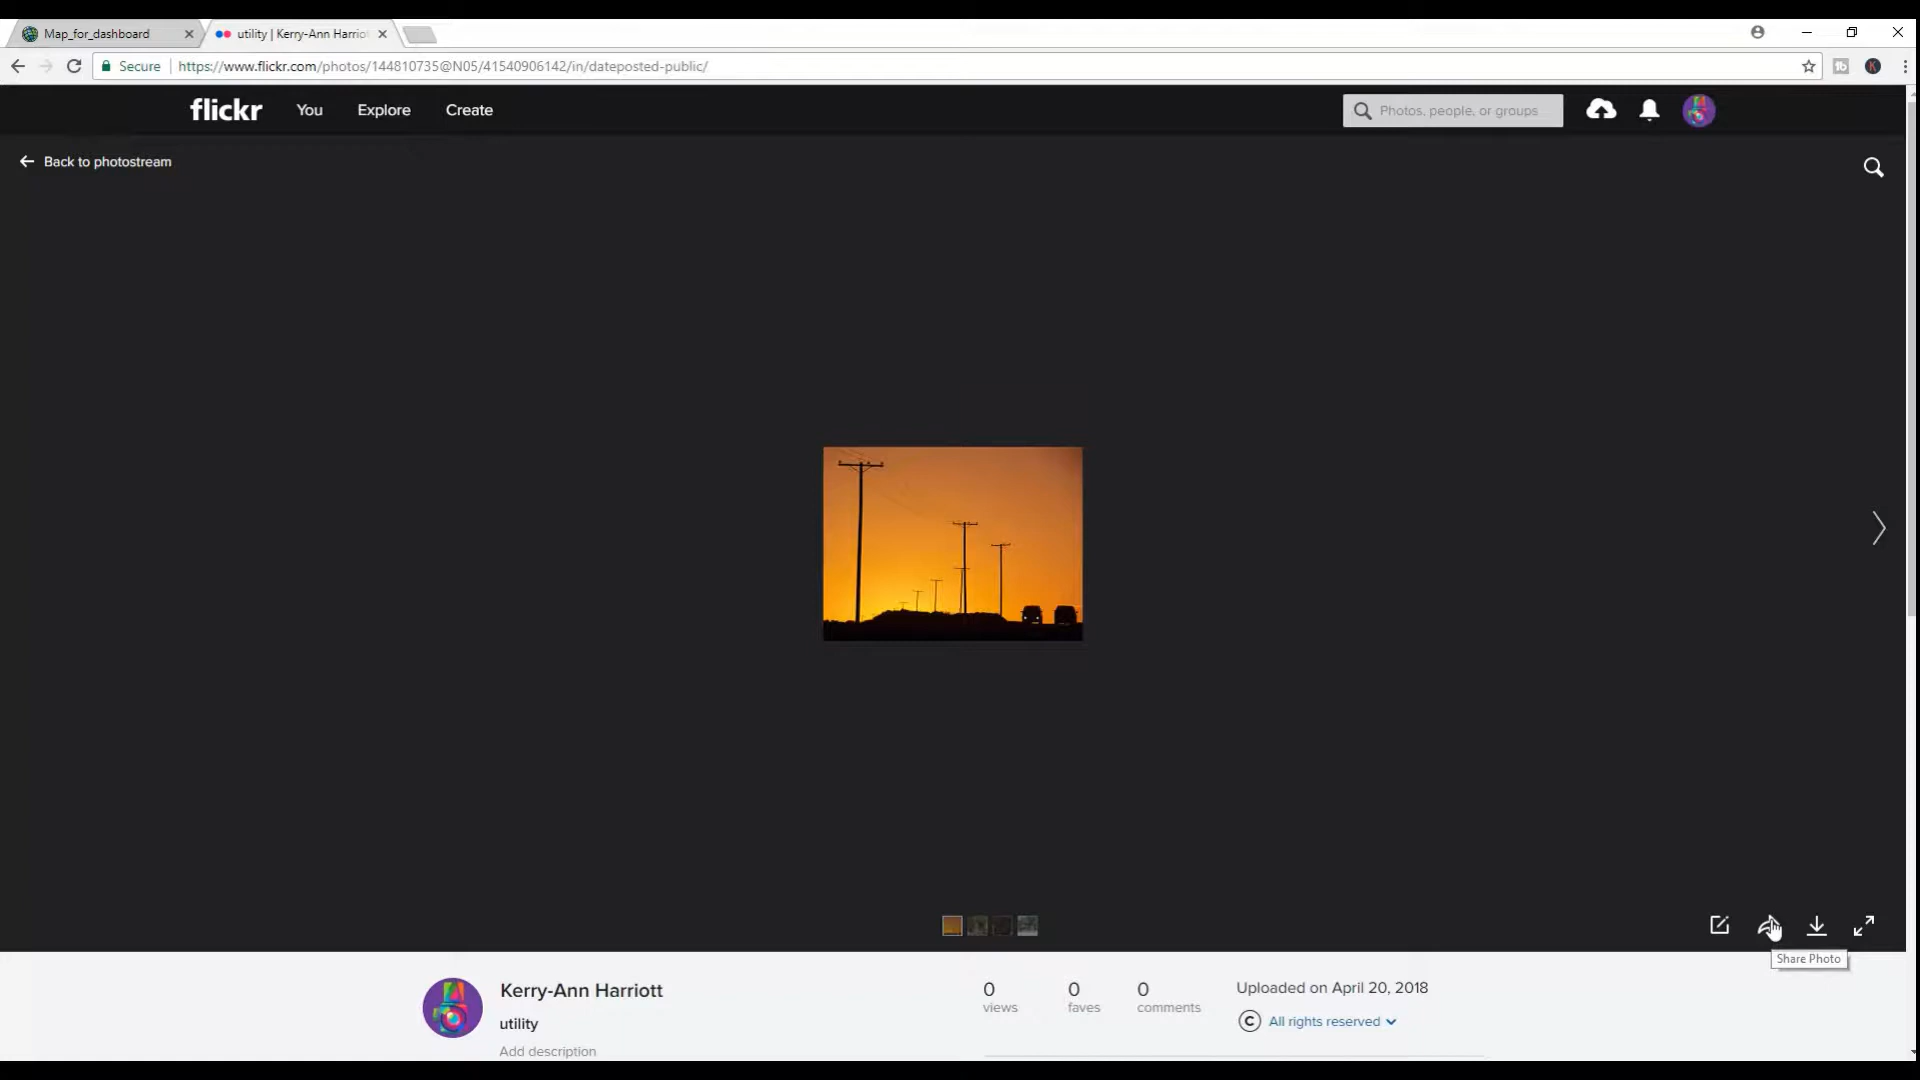 Map_for_dashboard
utility | Kerry-Ann Harrio
Secure
https://www.flickr.com/photos/144810735@N05/41540906142/in/dateposted-public/
flickr
You
Explore
Create
Photos, people, or groups
Back to photostream
Share Photo
Kerry-Ann Harriott
utility
Add description
0
views
0
faves
0
comments
Uploaded on April 20, 2018
All rights reserved